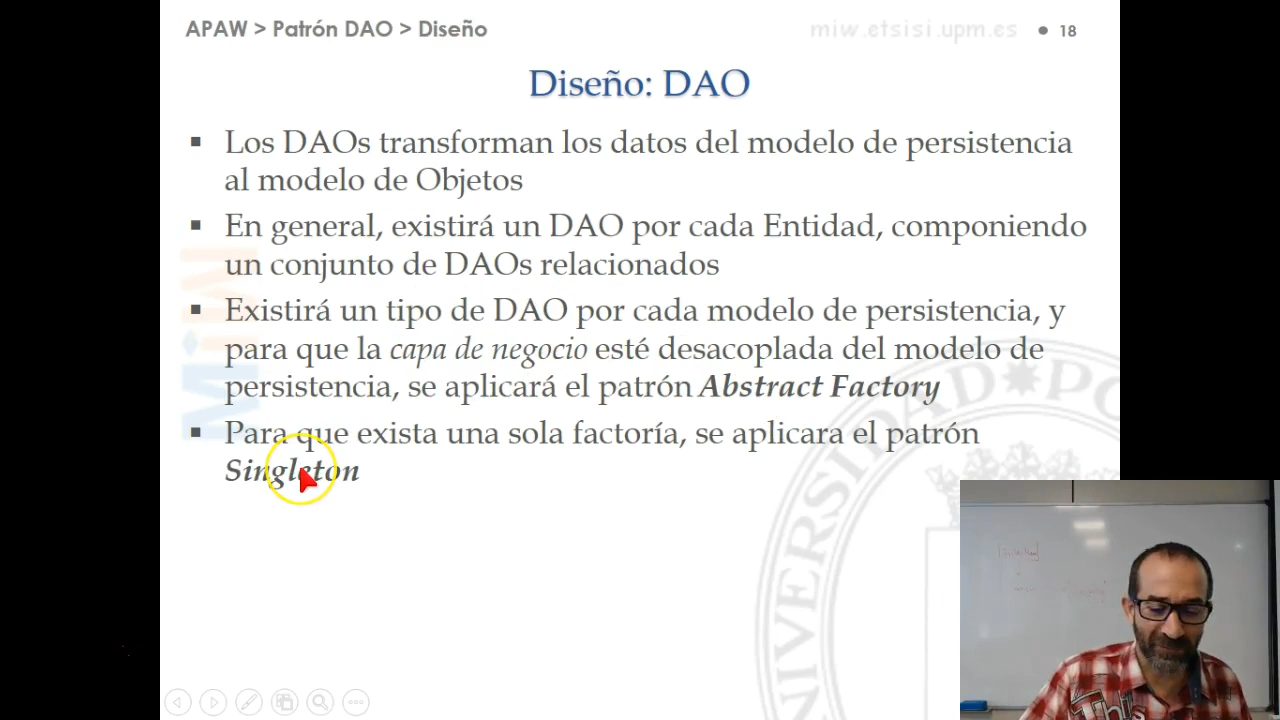 APAW > Patrón DAO > Diseño
miw.etsisi.upm.es
18
Diseño: DAO
Los DAOs transforman los datos del modelo de persistencia
al modelo de Objetos
En general, existirá un DAO por cada Entidad, componiendo
un conjunto de DAOs relacionados
Existirá un tipo de DAO por cada modelo de persistencia, y
para que la capa de negocio esté desacoplada del modelo de
persistencia, se aplicará el patrón Abstract Factory
Para que exista una sola factoría, se aplicara el patrón
Singleton
MiW
UNIVERSIDAD PO